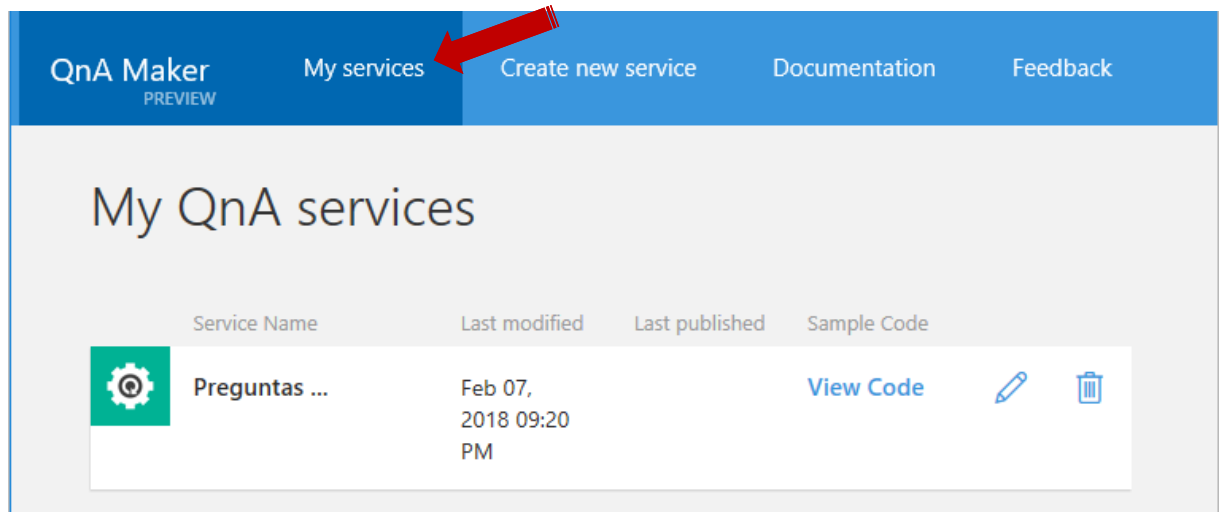 QnA Maker My services Create new service Documentation Feedback
PREVIEW
My QnA services
Service Name Last modified Last published Sample Code
Preguntas ... Feb 07, View Code
2018 09:20
PM